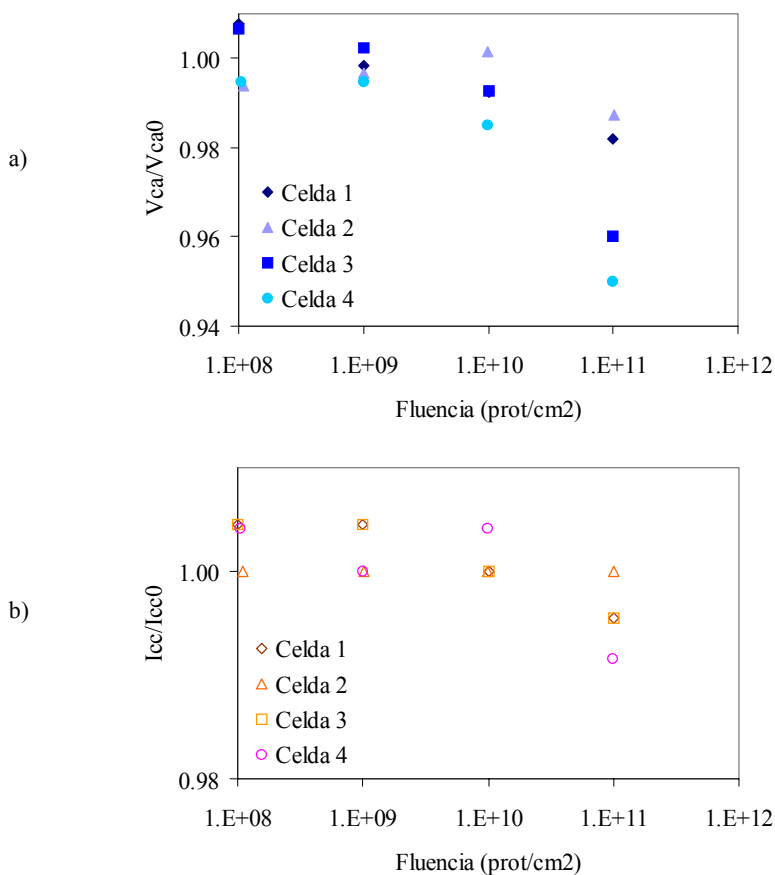 a)
Vca/Vca0
1.00
0.98
0.96
0.94
Celda 1
Celda 2
Celda 3
Celda 4
1.E+08 1.E+09 1.E+10 1.E+11 1.E+12
Fluencia (prot/cm2)
b)
Icc/Icc0
1.00
0.98
Celda 1
Celda 2
Celda 3
Celda 4
1.E+08 1.E+09 1.E+10 1.E+11 1.E+12
Fluencia (prot/cm2)